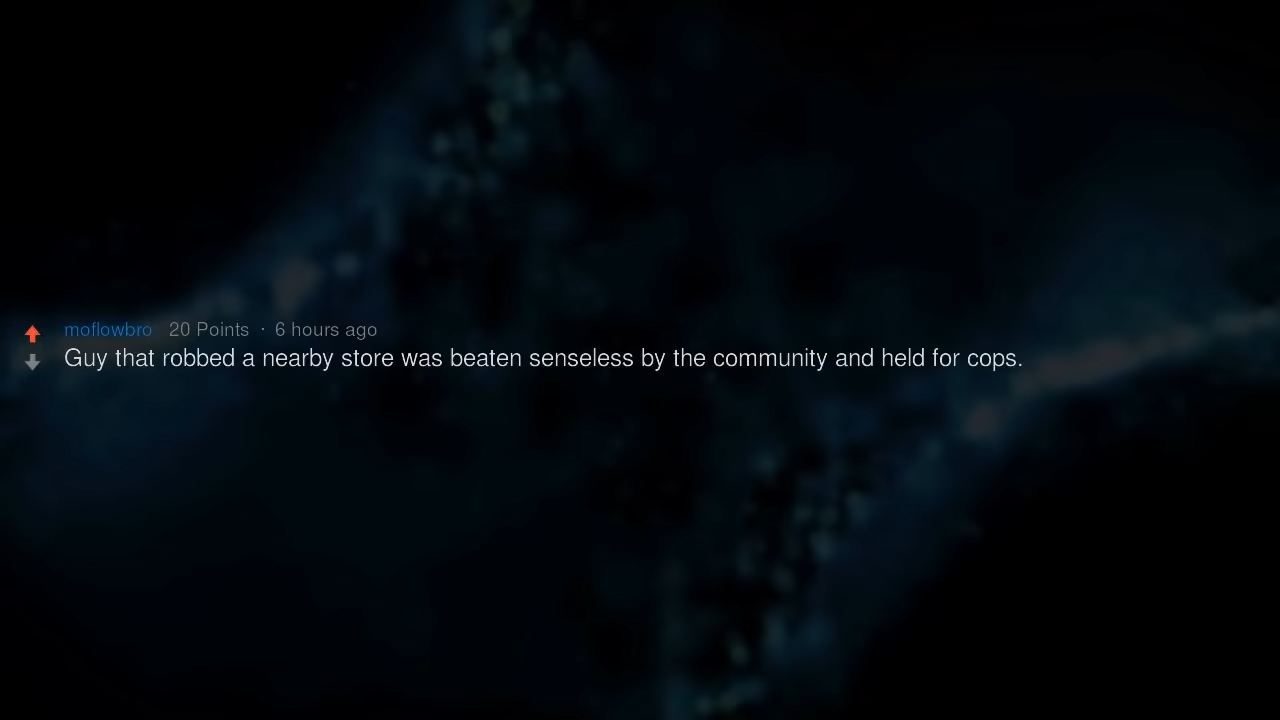 moflowbro 20 Points · 6 hours ago
Guy that robbed a nearby store was beaten senseless by the community and held for cops.